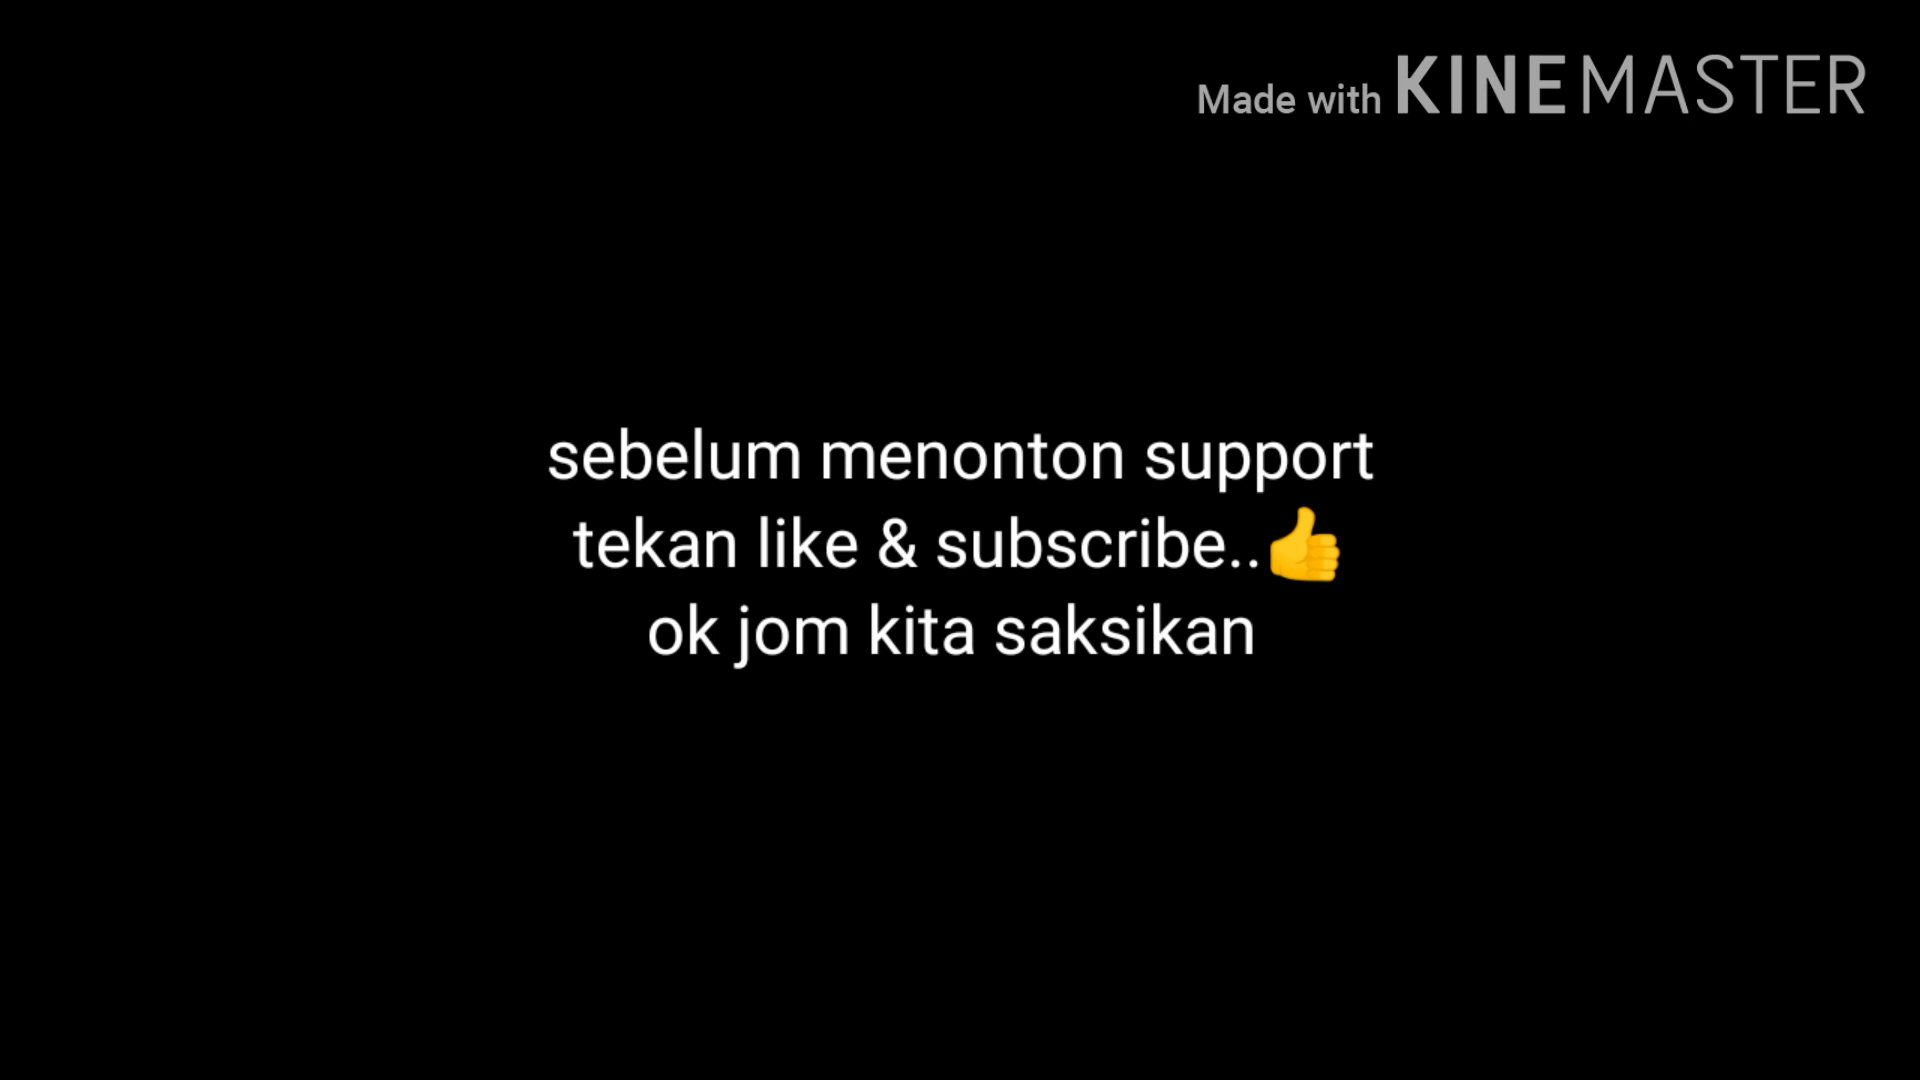 Made with KINEMASTER
sebelum menonton support
tekan like & subscribe..👍
ok jom kita saksikan